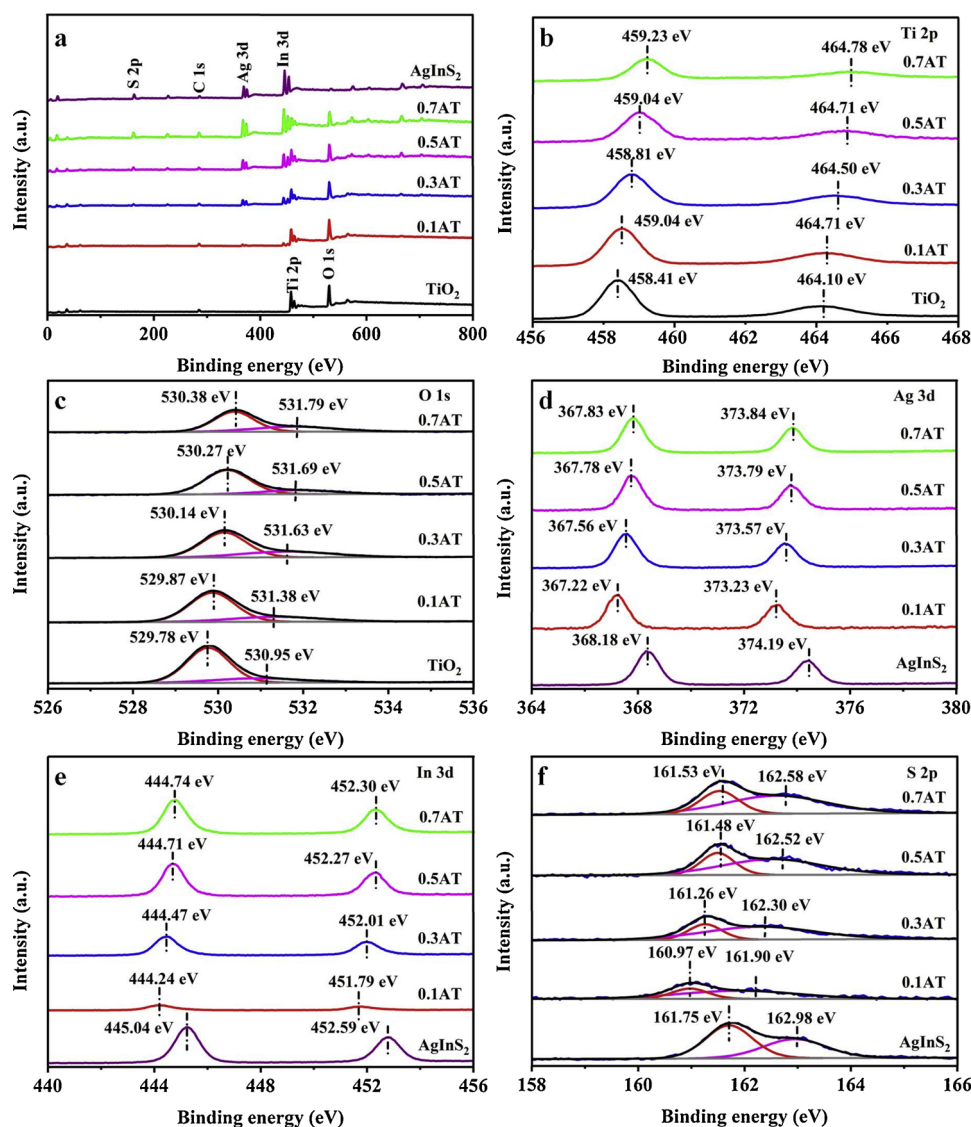 a
S 2p
C 1s
Ag 3d
In 3d
AgInS2
0.7AT
0.5AT
0.3AT
0.1AT
Ti 2p
O 1s
TiO2
Intensity (a.u.)
0 200 400 600 800
Binding energy (eV)
b
Ti 2p
459.23 eV
464.78 eV
0.7AT
459.04 eV
464.71 eV
0.5AT
458.81 eV
464.50 eV
0.3AT
459.04 eV
464.71 eV
0.1AT
458.41 eV
464.10 eV
TiO2
Intensity (a.u.)
456 458 460 462 464 466 468
Binding energy (eV)
c
O 1s
530.38 eV
531.79 eV
0.7AT
530.27 eV
531.69 eV
0.5AT
530.14 eV
531.63 eV
0.3AT
529.87 eV
531.38 eV
0.1AT
529.78 eV
530.95 eV
TiO2
Intensity (a.u.)
526 528 530 532 534 536
Binding energy (eV)
d
Ag 3d
367.83 eV
373.84 eV
0.7AT
367.78 eV
373.79 eV
0.5AT
367.56 eV
373.57 eV
0.3AT
367.22 eV
373.23 eV
0.1AT
368.18 eV
374.19 eV
AgInS2
Intensity (a.u.)
364 368 372 376 380
Binding energy (eV)
e
In 3d
444.74 eV
452.30 eV
0.7AT
444.71 eV
452.27 eV
0.5AT
444.47 eV
452.01 eV
0.3AT
444.24 eV
451.79 eV
0.1AT
445.04 eV
452.59 eV
AgInS2
Intensity (a.u.)
440 444 448 452 456
Binding energy (eV)
f
S 2p
161.53 eV
162.58 eV
0.7AT
161.48 eV
162.52 eV
0.5AT
161.26 eV
162.30 eV
0.3AT
160.97 eV
161.90 eV
0.1AT
161.75 eV
162.98 eV
AgInS2
Intensity (a.u.)
158 160 162 164 166
Binding energy (eV)